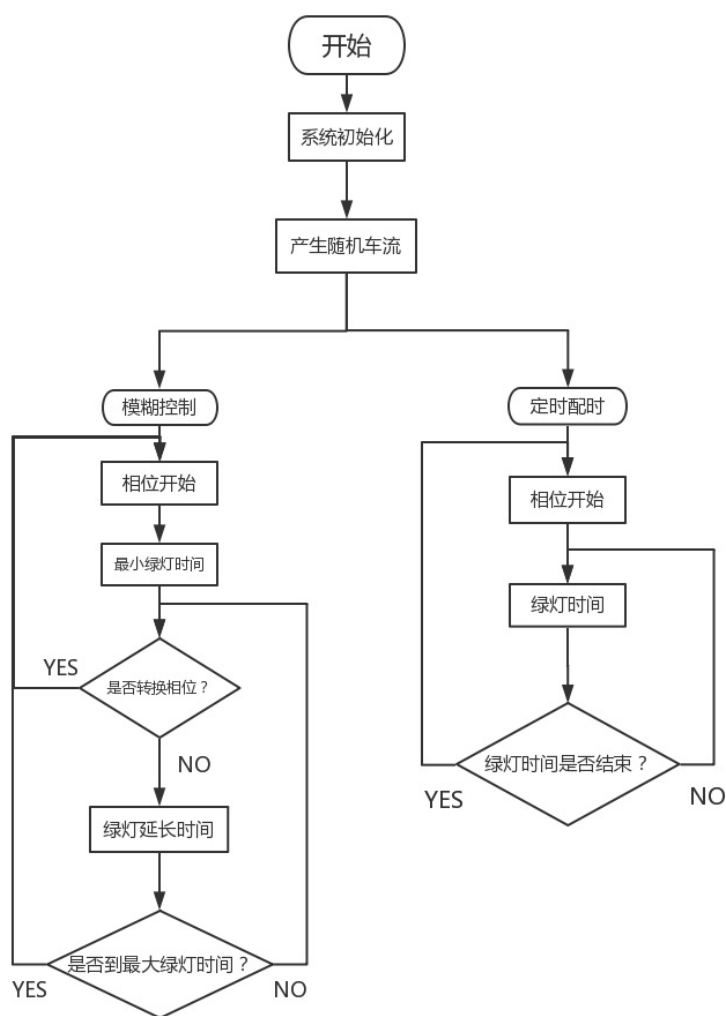 开始
系统初始化
产生随机车流
模糊控制
相位开始
最小绿灯时间
是否转换相位？
YES
NO
绿灯延长时间
是否到最大绿灯时间？
YES
NO
定时配时
相位开始
绿灯时间
绿灯时间是否结束？
YES
NO